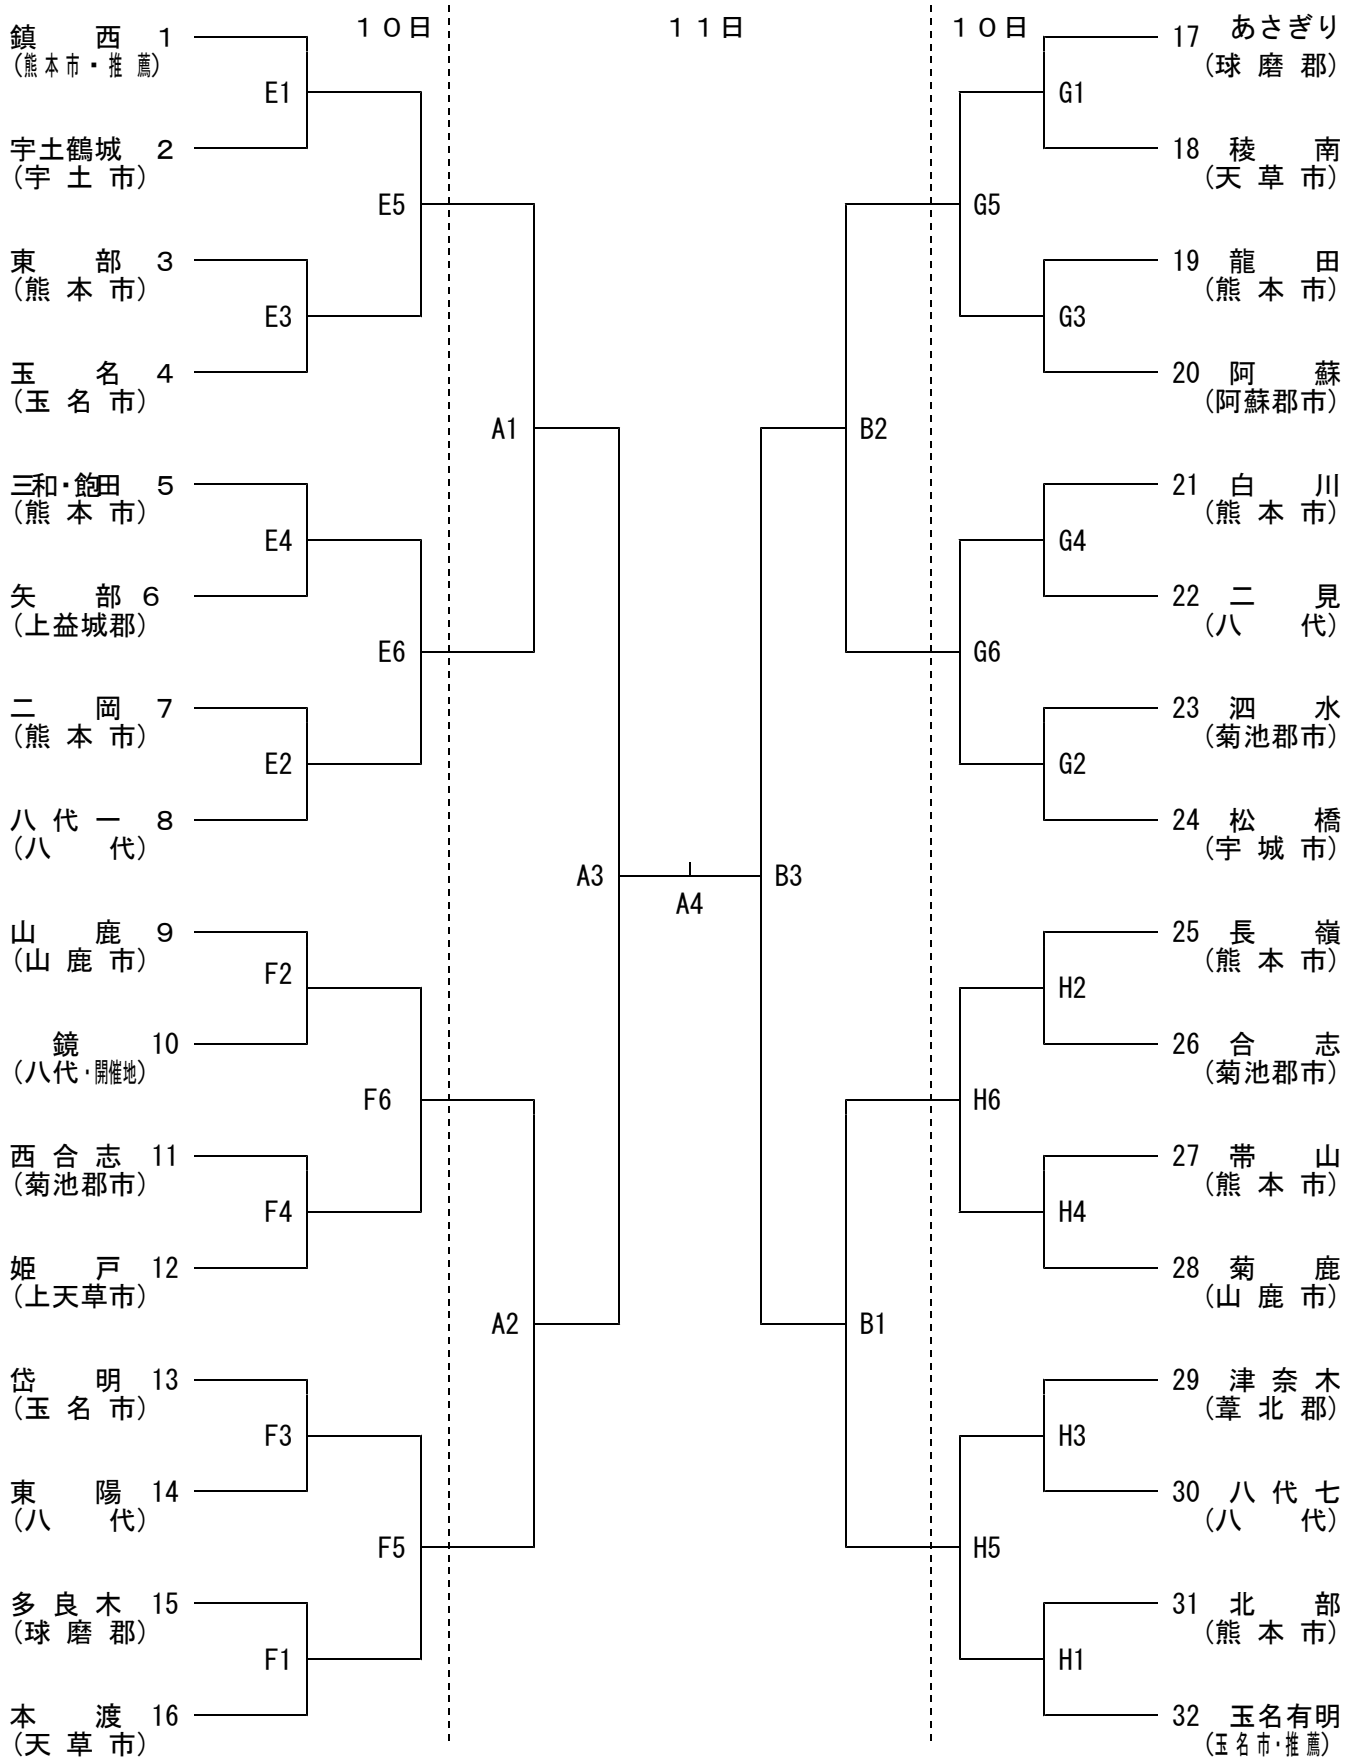 １０日
１１日
１０日
鎮西 1
(熊本市・推薦)
E1
宇土鶴城 2
(宇土市)
E5
東部 3
(熊本市)
E3
玉名 4
(玉名市)
A1
三和・飽田 5
(熊本市)
E4
矢部 6
(上益城郡)
E6
二岡 7
(熊本市)
E2
八代一 8
(八代)
A3
A4
山鹿 9
(山鹿市)
F2
鏡 10
(八代・開催地)
F6
西合志 11
(菊池郡市)
F4
姫戸 12
(上天草市)
A2
岱明 13
(玉名市)
F3
東陽 14
(八代)
F5
多良木 15
(球磨郡)
F1
本渡 16
(天草市)
17 あさぎり
(球磨郡)
G1
18 稜南
(天草市)
G5
19 龍田
(熊本市)
G3
20 阿蘇
(阿蘇郡市)
B2
21 白川
(熊本市)
G4
22 二見
(八代)
G6
23 泗水
(菊池郡市)
G2
24 松橋
(宇城市)
B3
25 長嶺
(熊本市)
H2
26 合志
(菊池郡市)
H6
27 帯山
(熊本市)
H4
28 菊鹿
(山鹿市)
B1
29 津奈木
(葦北郡)
H3
30 八代七
(八代)
H5
31 北部
(熊本市)
H1
32 玉名有明
(玉名市・推薦)